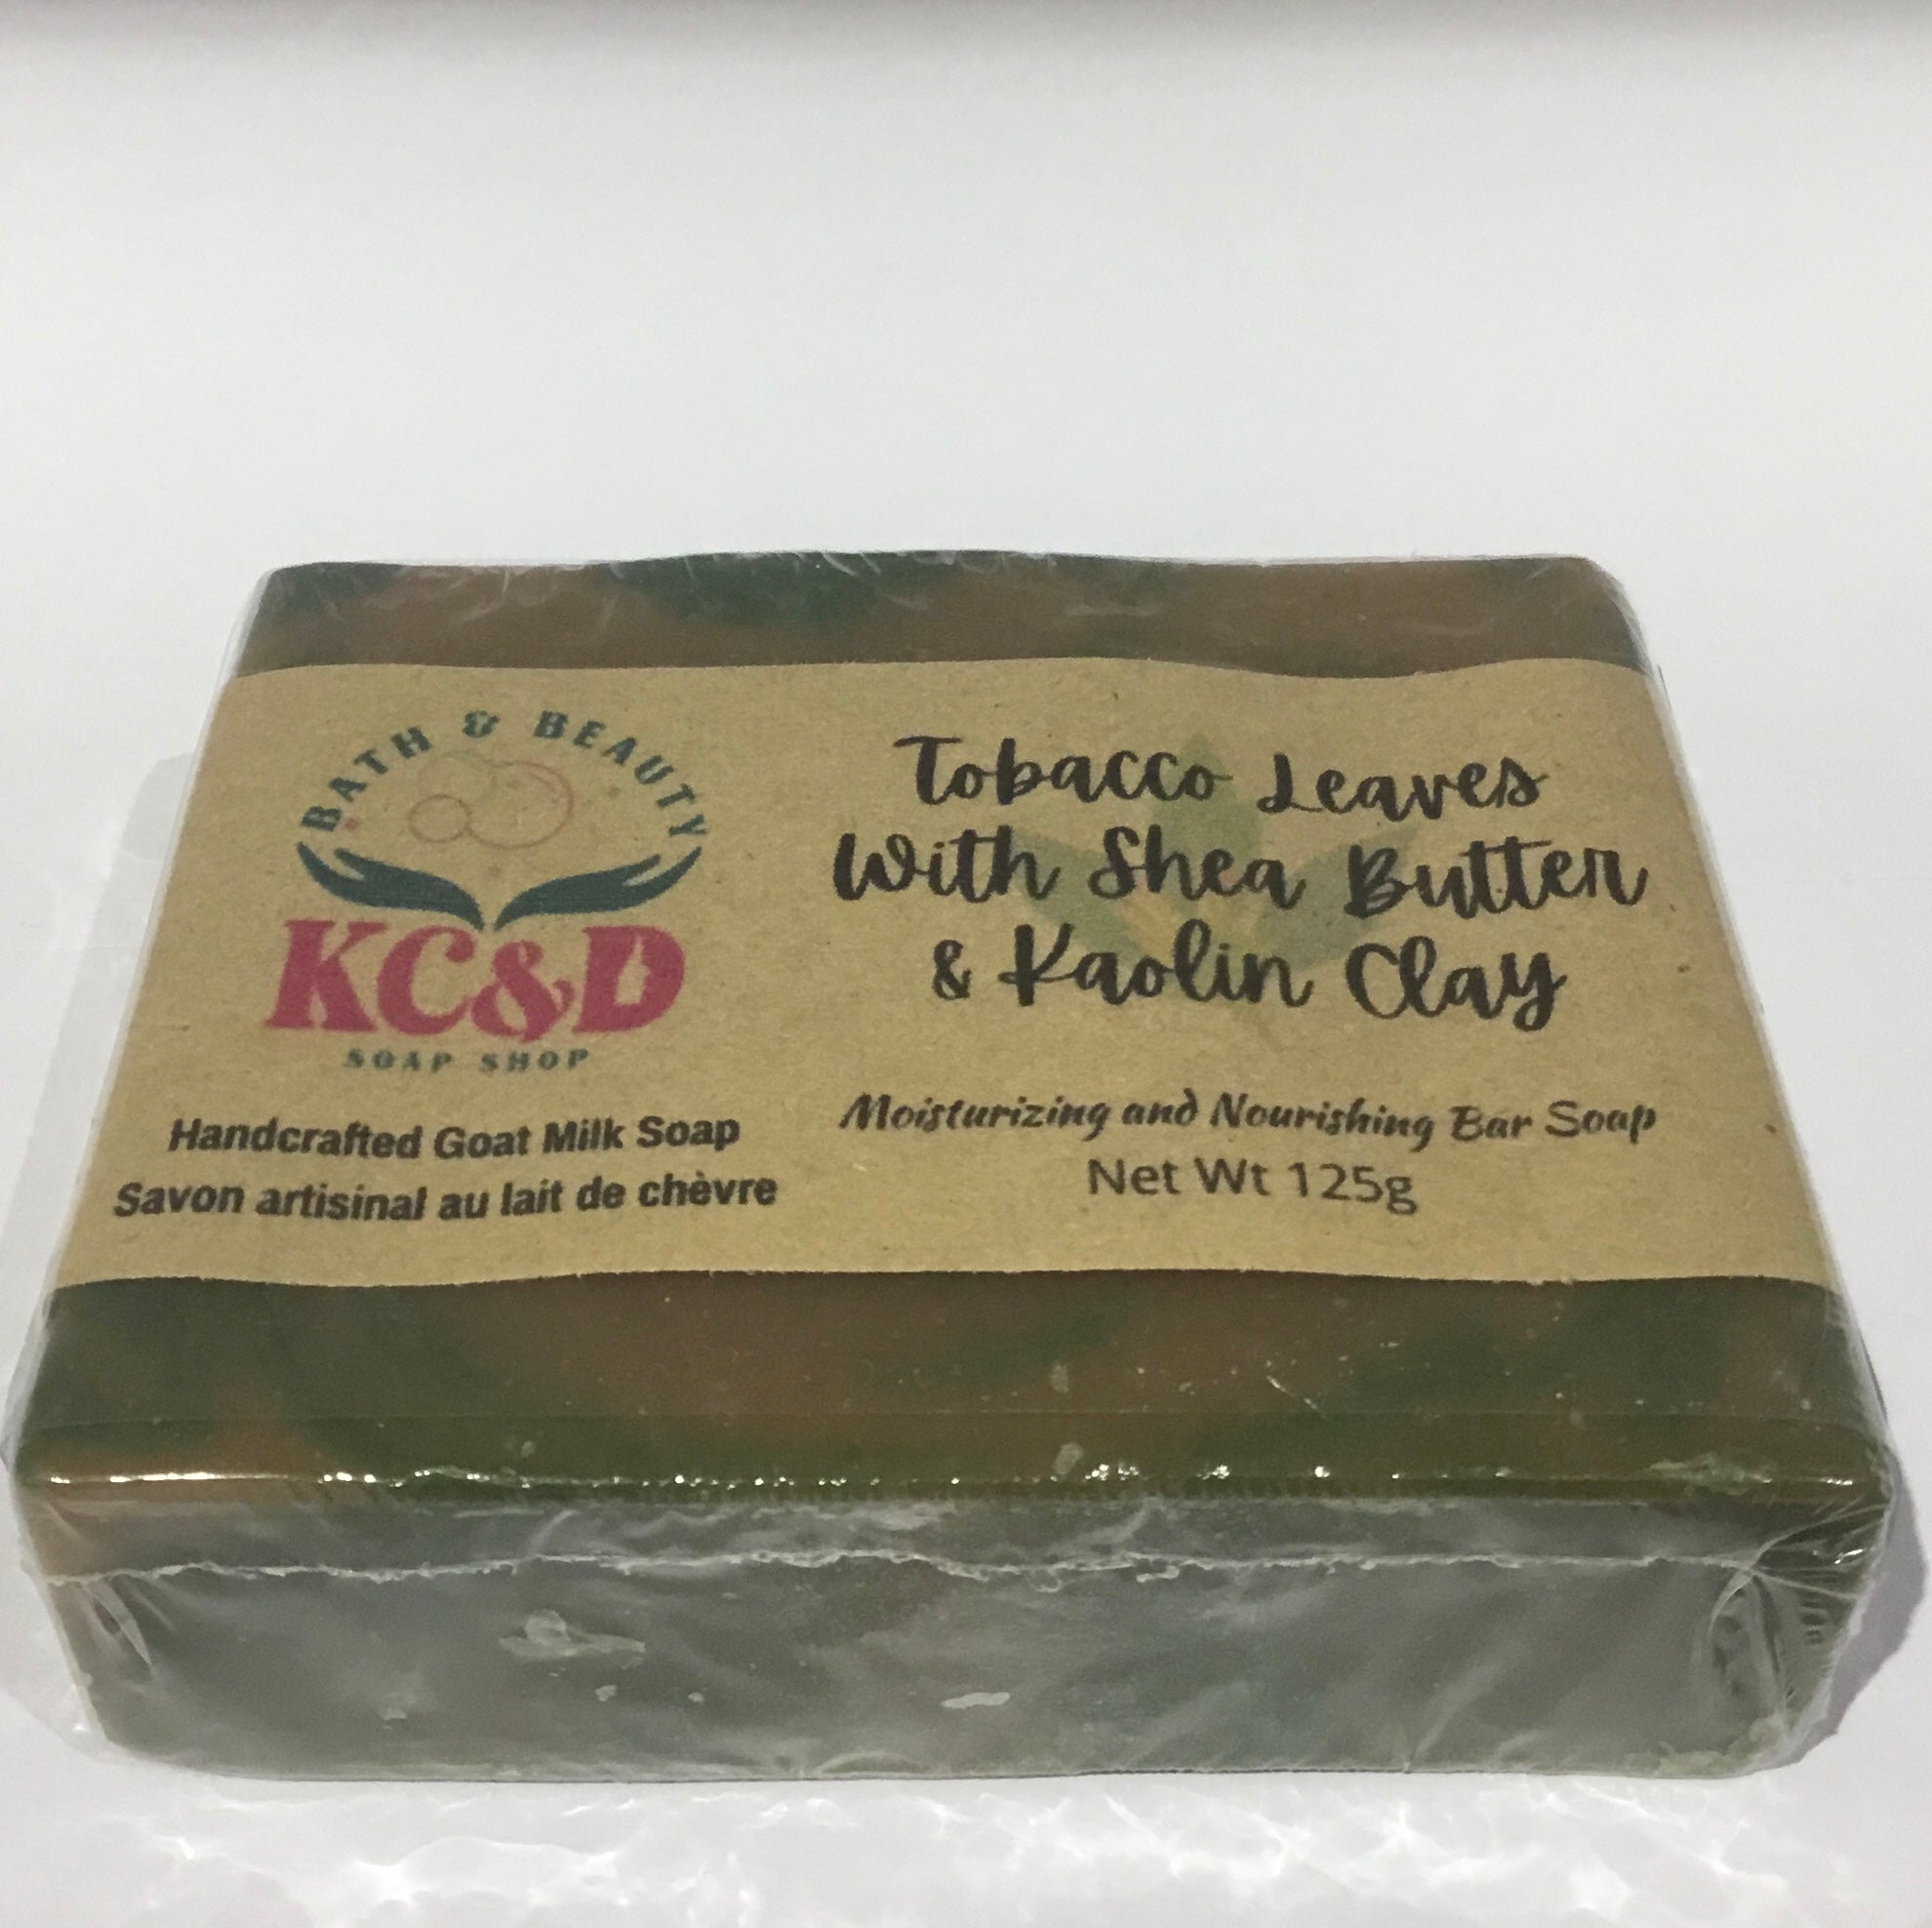 BATH & BEAUTY
KC&D
SOAP SHOP
Handcrafted Goat Milk Soap
Savon artisinal au lait de chèvre
Tobacco Leaves
With Shea Butter
& Kaolin Clay
Moisturizing and Nourishing Bar Soap
Net Wt 125g